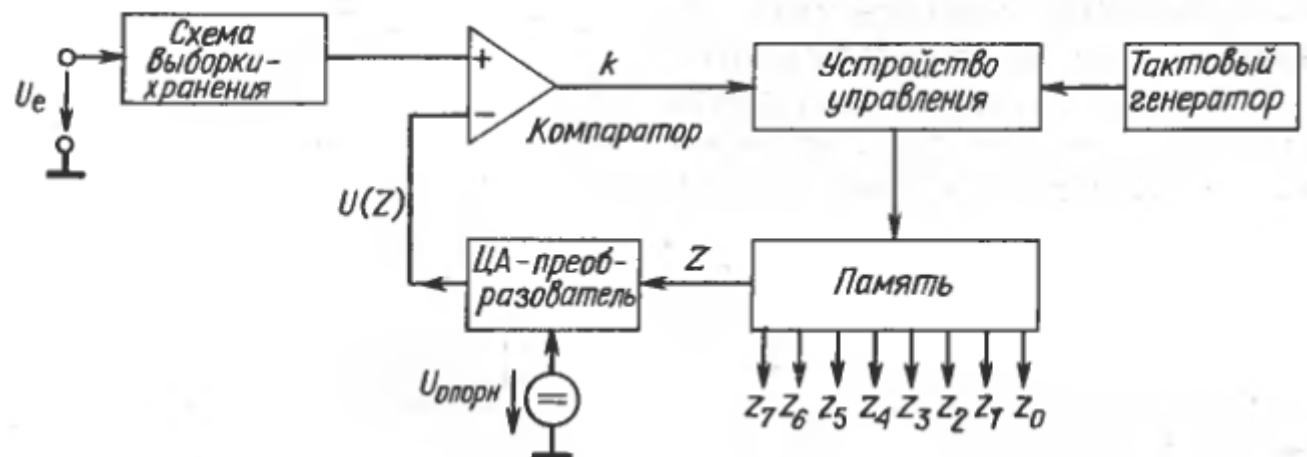 Схема
выборки-
хранения
Uₑ
+
−
k
Компаратор
Устройство
управления
Тактовый
генератор
U(Z)
ЦА-преоб-
разователь
Z
Память
Uопорн
Z₇ Z₆ Z₅ Z₄ Z₃ Z₂ Z₁ Z₀